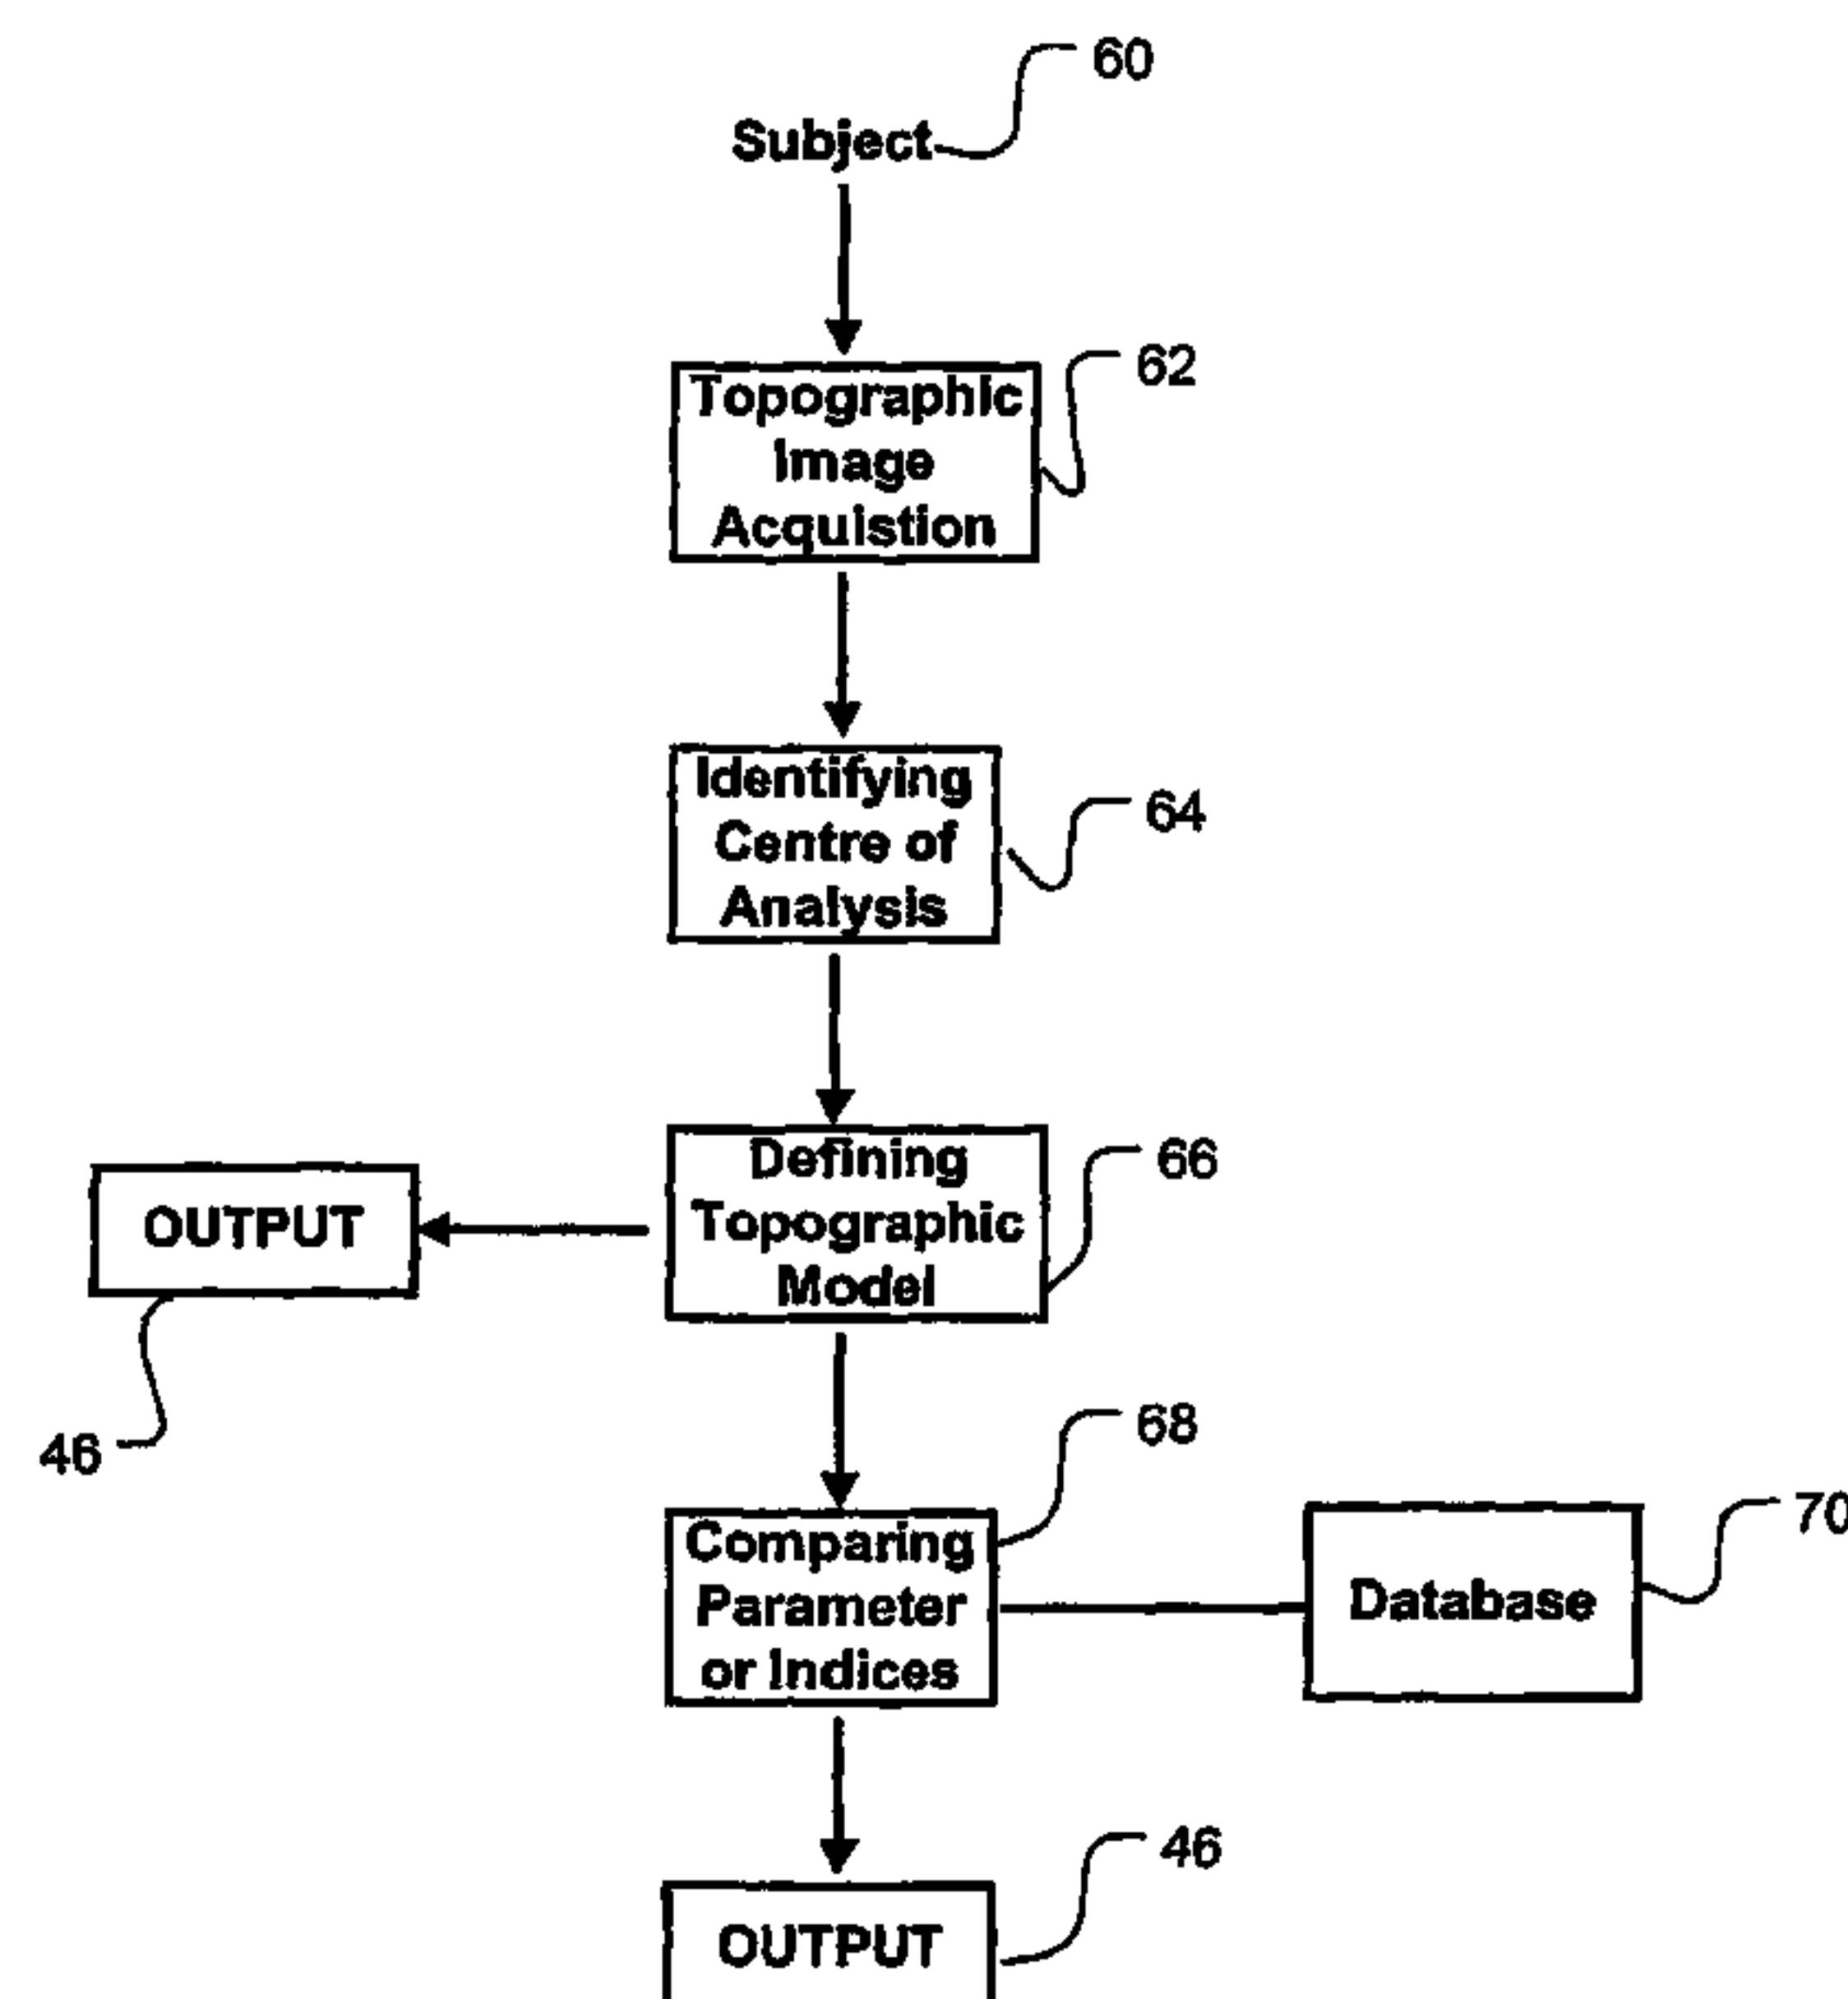 60
Subject
62
Topographic
Image
Acquistion
Identifying
Centre of
Analysis
64
Defining
Topographic
Model
66
OUTPUT
46
68
Comparing
Parameter
or Indices
Database
70
46
OUTPUT